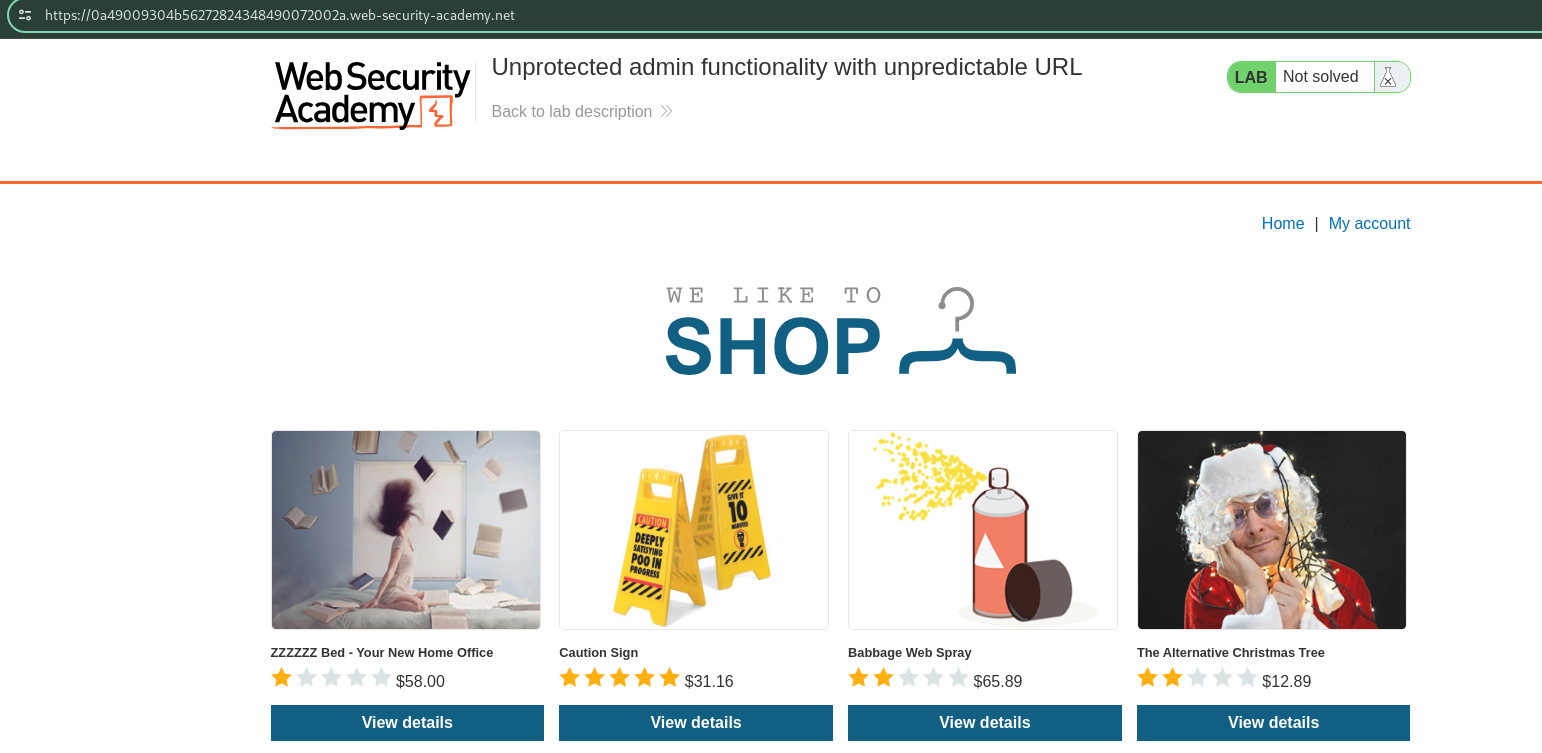 https://0a49009304b56272824348490072002a.web-security-academy.net
Web Security
Academy
Unprotected admin functionality with unpredictable URL
Back to lab description
LAB Not solved
Home | My account
WE LIKE TO
SHOP
CAUTION
DEEPLY
SATISFYING
POO IN
PROGRESS
GIVE IT
10
MINUTES
ZZZZZZ Bed - Your New Home Office
$58.00
View details
Caution Sign
$31.16
View details
Babbage Web Spray
$65.89
View details
The Alternative Christmas Tree
$12.89
View details